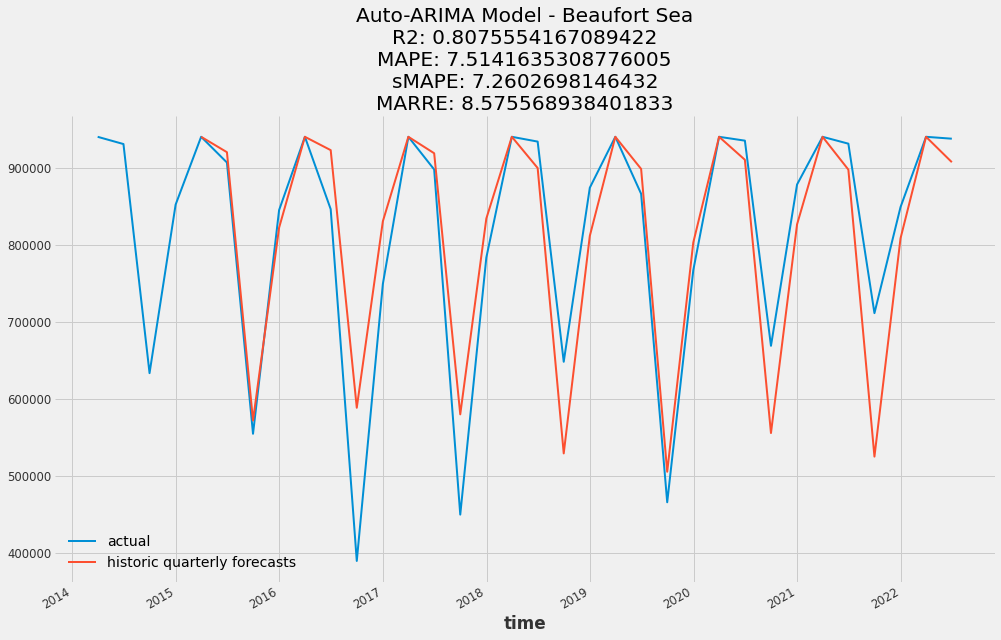 Auto-ARIMA Model - Beaufort Sea
R2: 0.8075554167089422
MAPE: 7.5141635308776005
sMAPE: 7.2602698146432
MARRE: 8.575568938401833
900000
800000
700000
600000
500000
400000
actual
historic quarterly forecasts
2014
2015
2016
2017
2018
2019
2020
2021
2022
time